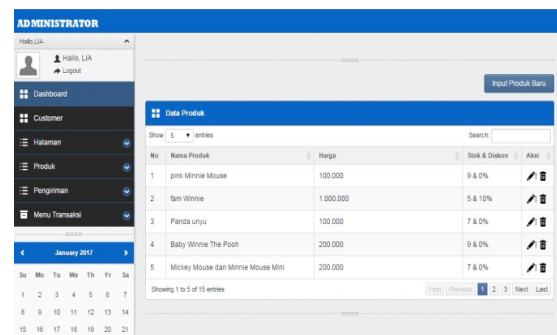 ADMINISTRATOR
Hallo,LIA
Hallo, LIA
Logout
Dashboard
Customer
Halaman
Produk
Pengiriman
Menu Transaksi
January 2017
Su Mo Tu We Th Fr Sa
1 2 3 4 5 6 7
8 9 10 11 12 13 14
15 16 17 18 19 20 21
Input Produk Baru
Data Produk
Show 5 entries Search:
No Nama Produk Harga Stok & Diskon Aksi
1 pink Minnie Mouse 100.000 9 & 0%
2 fam Winnie 1.000.000 5 & 10%
3 Panda unyu 100.000 7 & 0%
4 Baby Winnie The Pooh 200.000 9 & 0%
5 Mickey Mouse dan Minnie Mouse Mini 200.000 7 & 0%
Showing 1 to 5 of 15 entries First Previous 1 2 3 Next Last